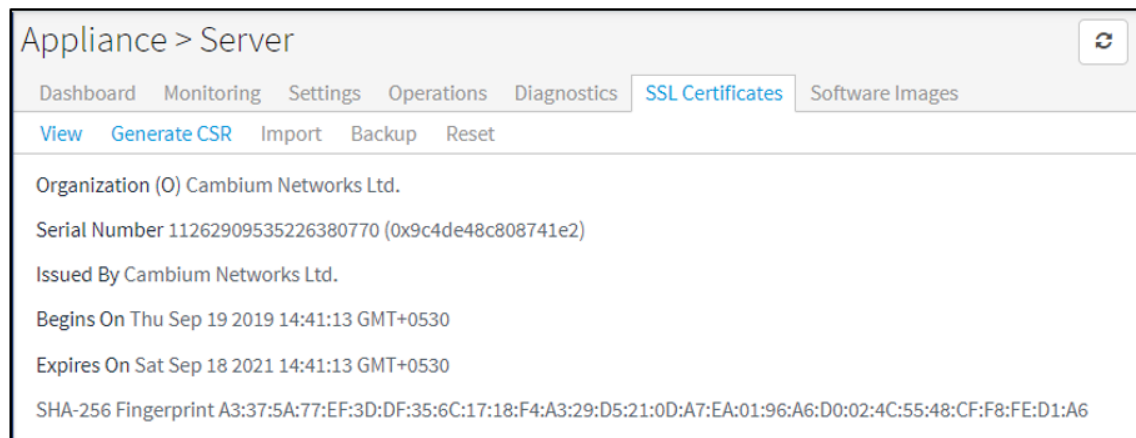 Appliance > Server
Dashboard Monitoring Settings Operations Diagnostics SSL Certificates Software Images
View Generate CSR Import Backup Reset
Organization (O) Cambium Networks Ltd.
Serial Number 11262909535226380770 (0x9c4de48c808741e2)
Issued By Cambium Networks Ltd.
Begins On Thu Sep 19 2019 14:41:13 GMT+0530
Expires On Sat Sep 18 2021 14:41:13 GMT+0530
SHA-256 Fingerprint A3:37:5A:77:EF:3D:DF:35:6C:17:18:F4:A3:29:D5:21:0D:A7:EA:01:96:A6:D0:02:4C:55:48:CF:F8:FE:D1:A6